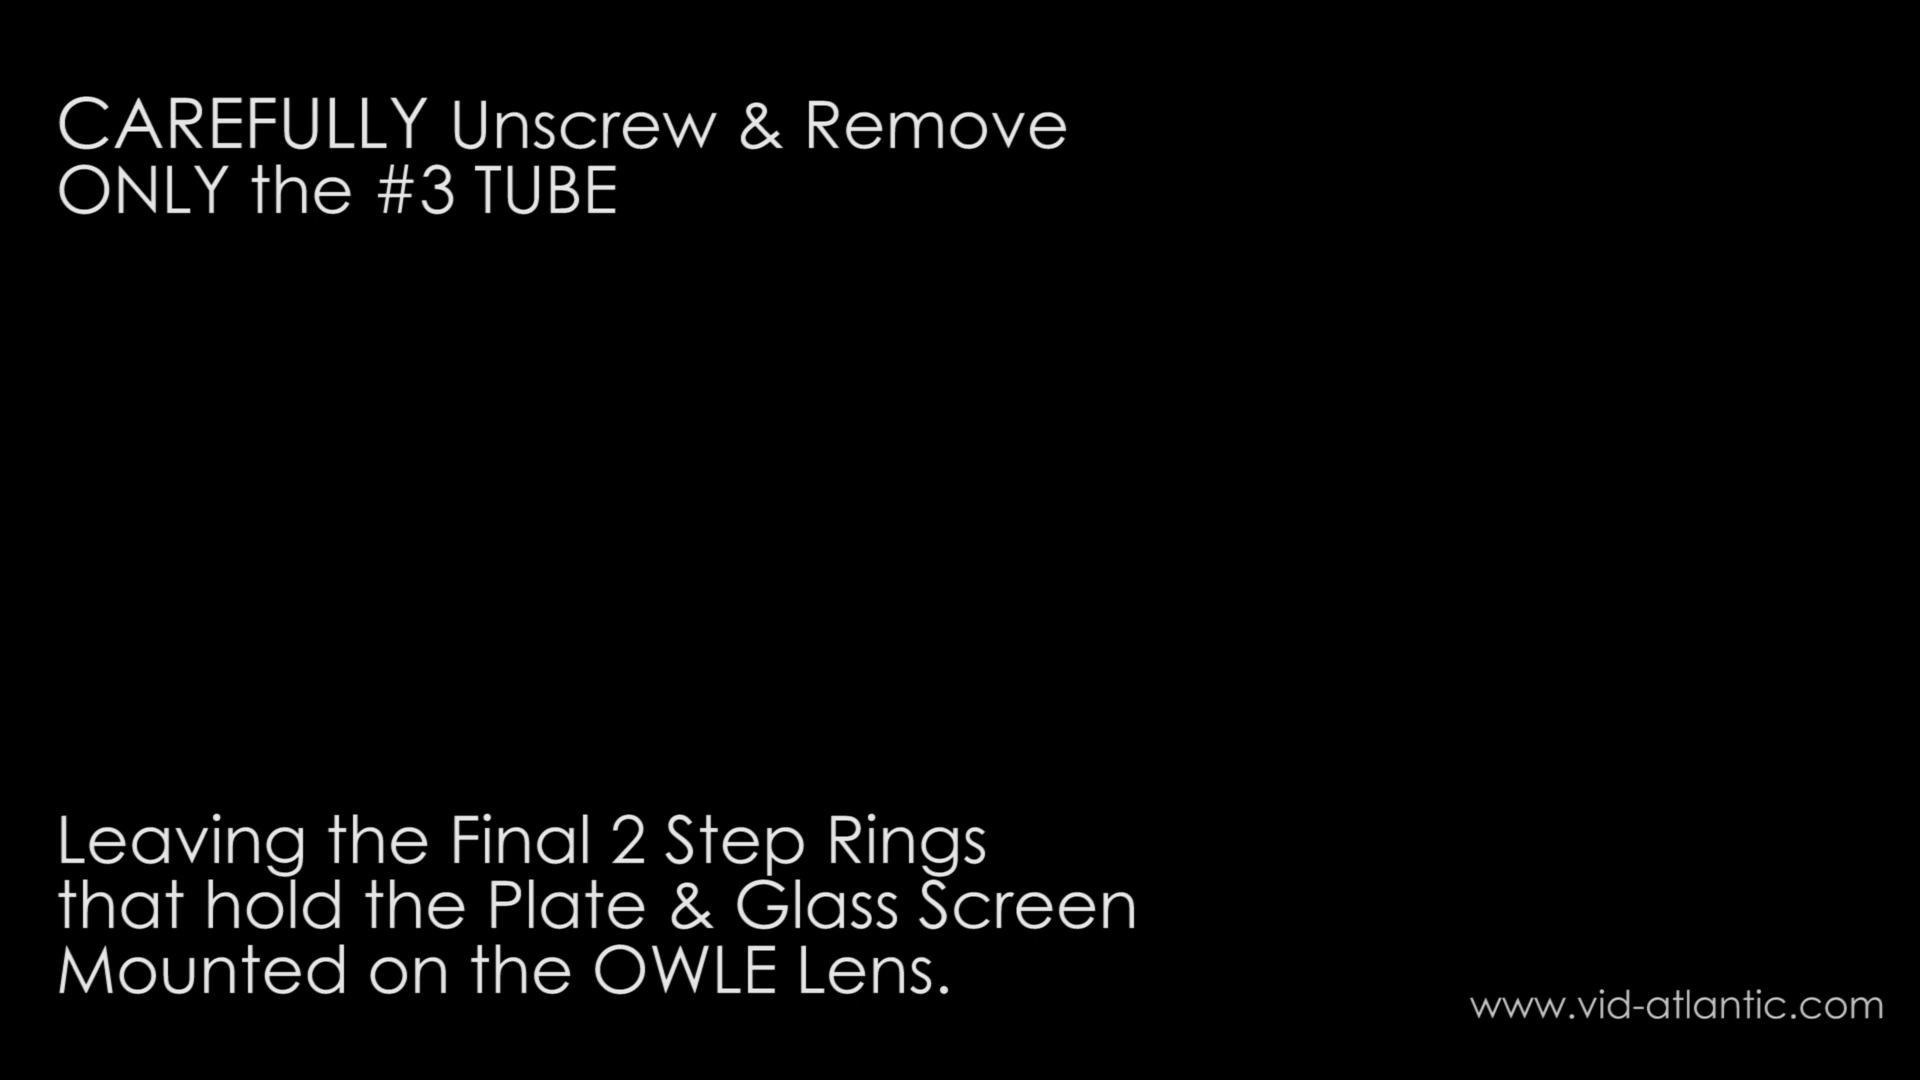 CAREFULLY Unscrew & Remove
ONLY the #3 TUBE
Leaving the Final 2 Step Rings
that hold the Plate & Glass Screen
Mounted on the OWLE Lens.
www.vid-atlantic.com